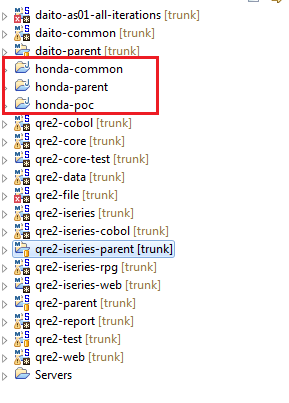 daito-as01-all-iterations [trunk]
daito-common [trunk]
daito-parent [trunk]
honda-common
honda-parent
honda-poc
qre2-cobol [trunk]
qre2-core [trunk]
qre2-core-test [trunk]
qre2-data [trunk]
qre2-file [trunk]
qre2-iseries [trunk]
qre2-iseries-cobol [trunk]
qre2-iseries-parent [trunk]
qre2-iseries-rpg [trunk]
qre2-iseries-web [trunk]
qre2-parent [trunk]
qre2-report [trunk]
qre2-test [trunk]
qre2-web [trunk]
Servers